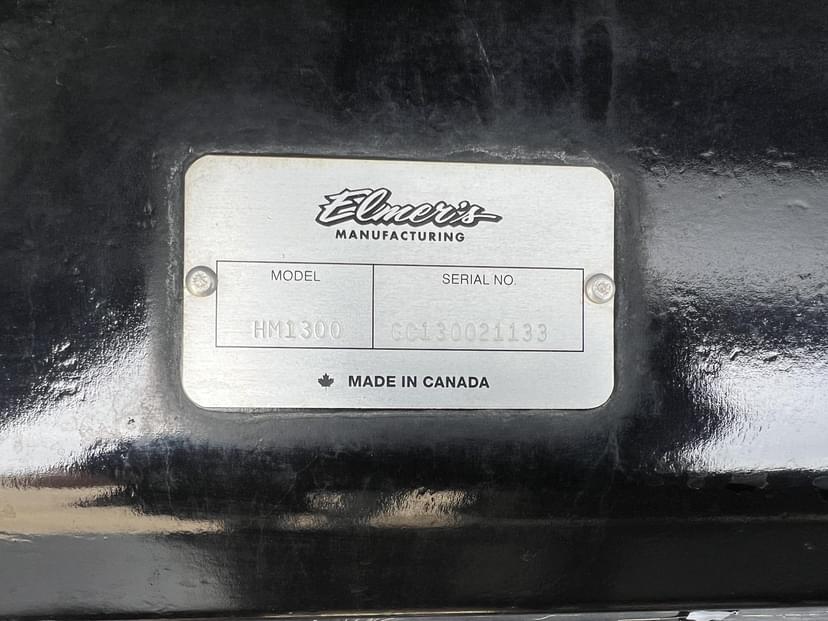 Elmer's
MANUFACTURING
MODEL SERIAL NO.
HM1300 GC130021133
MADE IN CANADA